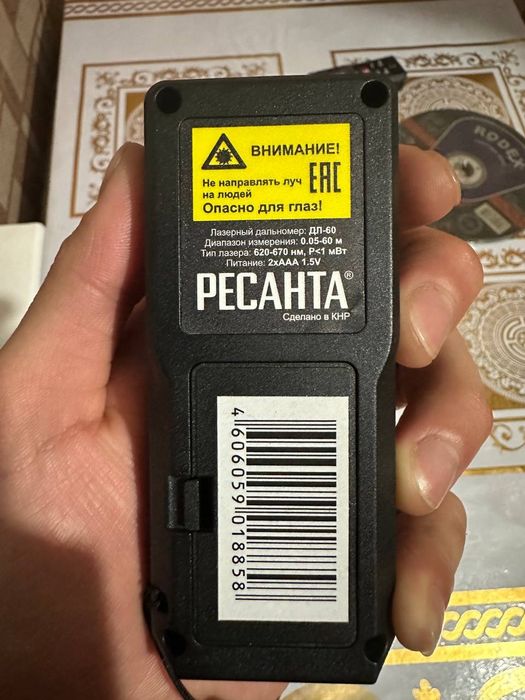 ВНИМАНИЕ!
Не направлять луч
на людей
Опасно для глаз!
EAC
Лазерный дальномер: ДЛ-60
Диапазон измерения: 0.05-60 м
Тип лазера: 620-670 нм, P<1 мВт
Питание: 2xAAA 1.5V
РЕСАНТА®
Сделано в КНР
4606059018858
RODEX